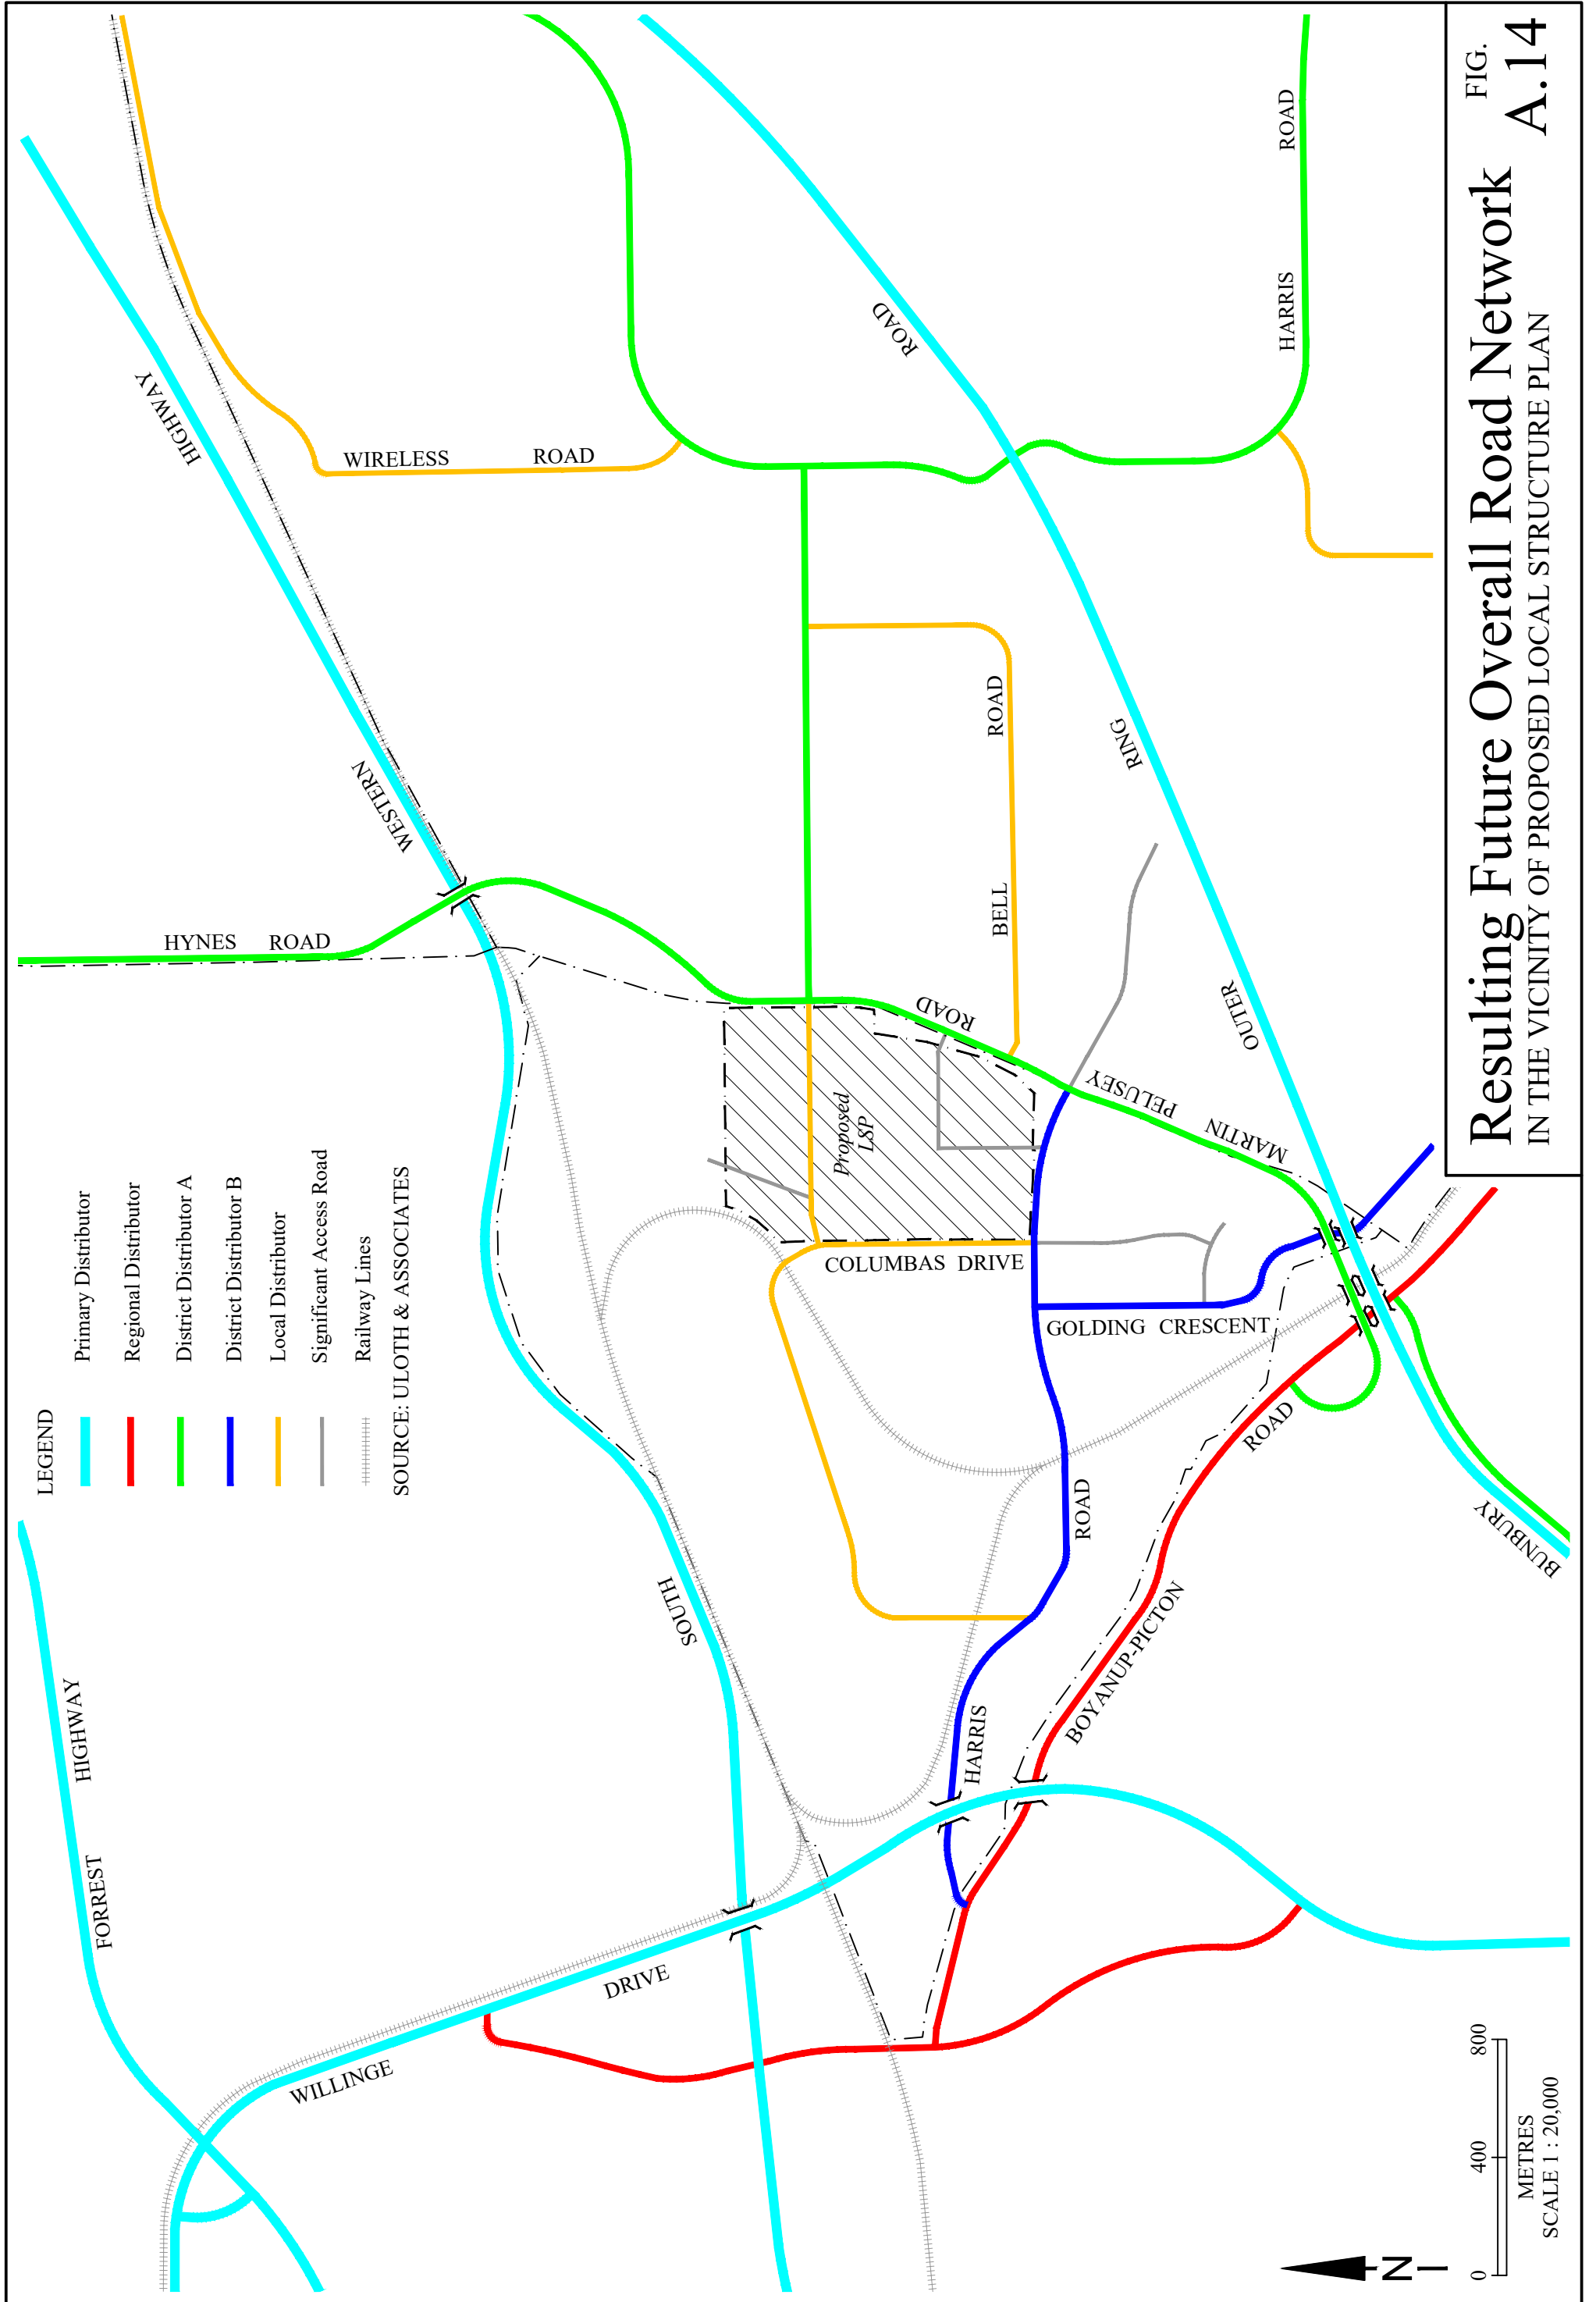 LEGEND
Primary Distributor
Regional Distributor
District Distributor A
District Distributor B
Local Distributor
Significant Access Road
Railway Lines
SOURCE: ULOTH & ASSOCIATES
FORREST HIGHWAY
WILLINGE DRIVE
SOUTH WESTERN HIGHWAY
HYNES ROAD
WIRELESS ROAD
Proposed
LSP
COLUMBAS DRIVE
GOLDING CRESCENT
BELL ROAD
MARTIN PELUSEY ROAD
HARRIS ROAD
BOYANUP-PICTON ROAD
BUNBURY OUTER RING ROAD
HARRIS ROAD
N
0 400 800
METRES
SCALE 1 : 20,000
Resulting Future Overall Road Network
IN THE VICINITY OF PROPOSED LOCAL STRUCTURE PLAN
FIG.
A.14